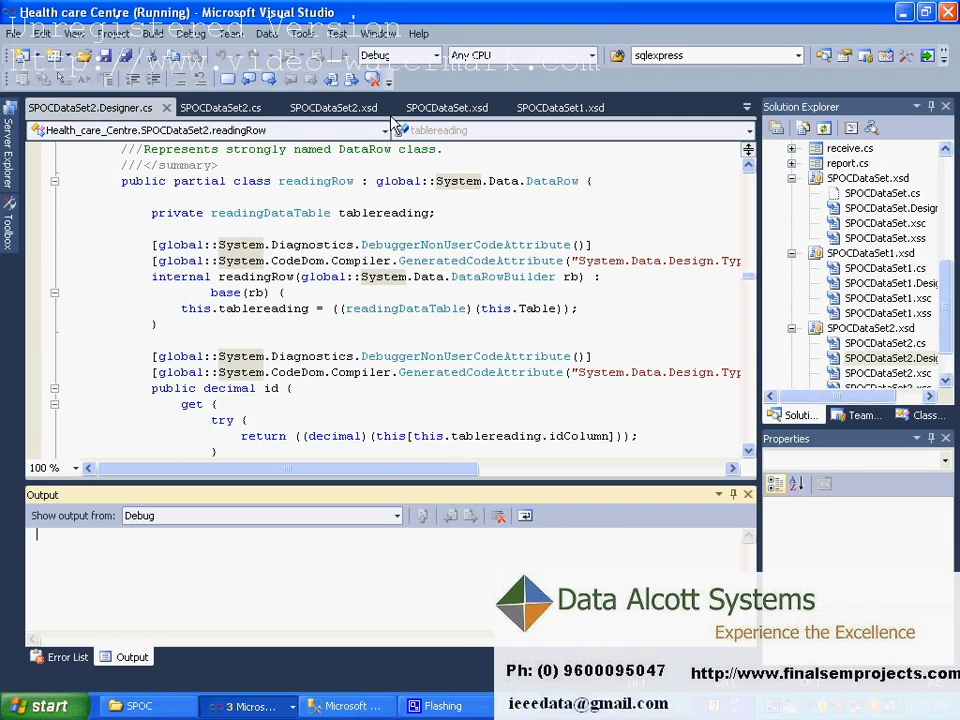 Health care Centre (Running) - Microsoft Visual Studio
Unregistered Version
File Edit View Project Build Debug Team Data Tools Test Window Help
http://www.video-watermark.com
Debug Any CPU sqlexpress
SPOCDataSet2.Designer.cs SPOCDataSet2.cs SPOCDataSet2.xsd SPOCDataSet.xsd SPOCDataSet1.xsd
Health_care_Centre.SPOCDataSet2.readingRow tablereading
Server Explorer
Toolbox
///Represents strongly named DataRow class.
///</summary>
public partial class readingRow : global::System.Data.DataRow {
private readingDataTable tablereading;
[global::System.Diagnostics.DebuggerNonUserCodeAttribute()]
[global::System.CodeDom.Compiler.GeneratedCodeAttribute("System.Data.Design.Typ
internal readingRow(global::System.Data.DataRowBuilder rb) :
base(rb) {
this.tablereading = ((readingDataTable)(this.Table));
}
[global::System.Diagnostics.DebuggerNonUserCodeAttribute()]
[global::System.CodeDom.Compiler.GeneratedCodeAttribute("System.Data.Design.Typ
public decimal id {
get {
try {
return ((decimal)(this[this.tablereading.idColumn]));
}
100 %
Solution Explorer
receive.cs
report.cs
SPOCDataSet.xsd
SPOCDataSet.cs
SPOCDataSet.Design
SPOCDataSet.xsc
SPOCDataSet.xss
SPOCDataSet1.xsd
SPOCDataSet1.cs
SPOCDataSet1.Desig
SPOCDataSet1.xsc
SPOCDataSet1.xss
SPOCDataSet2.xsd
SPOCDataSet2.cs
SPOCDataSet2.Desig
SPOCDataSet2.xsc
Soluti... Team... Class...
Properties
Output
Show output from: Debug
Error List Output
Data Alcott Systems
Experience the Excellence
Ph: (0) 9600095047 http://www.finalsemprojects.com
ieeedata@gmail.com
start SPOC 3 Micros... Microsoft ... Flashing